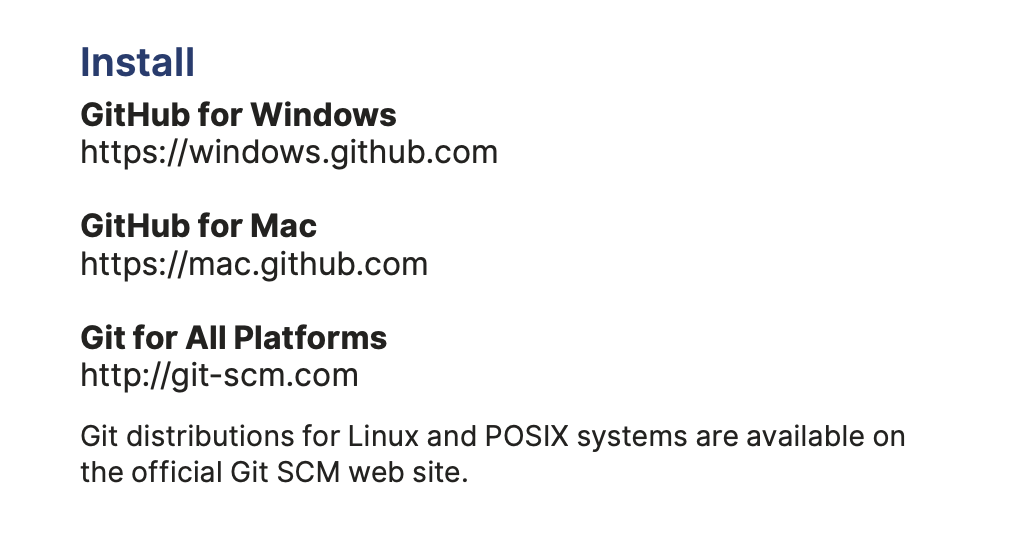 Install
GitHub for Windows
https://windows.github.com
GitHub for Mac
https://mac.github.com
Git for All Platforms
http://git-scm.com
Git distributions for Linux and POSIX systems are available on
the official Git SCM web site.